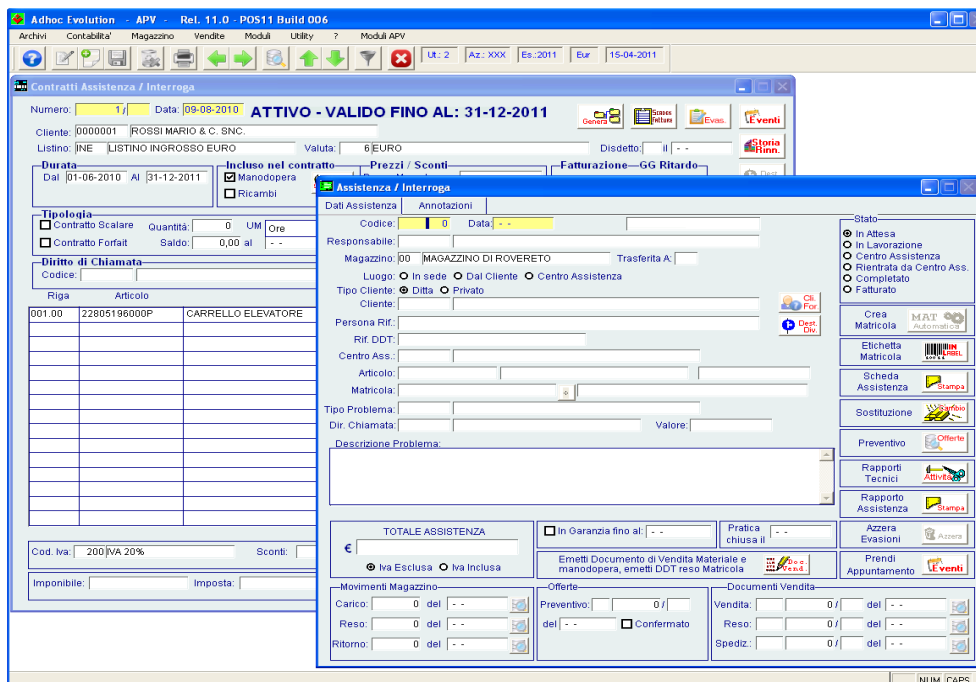 Adhoc Evolution - APV - Rel. 11.0 - POS11 Build 006
Archivi Contabilita' Magazzino Vendite Moduli Utility ? Moduli APV
Ut.: 2 Az.: XXX Es.:2011 Eur 15-04-2011
Contratti Assistenza / Interroga
Numero: 1/ Data: 09-08-2010 ATTIVO - VALIDO FINO AL: 31-12-2011
Genera Evas. Eventi
Cliente: 0000001 ROSSI MARIO & C. SNC.
Listino: INE LISTINO INGROSSO EURO Valuta: 6 EURO Disdetto: il - -
Storia Rinn.
Durata Incluso nel contratto Prezzi / Sconti Fatturazione—GG Ritardo
Dal 01-06-2010 Al 31-12-2011 Manodopera
Ricambi
Tipologia
Contratto Scalare Quantità: 0 UM Ore
Contratto Forfait Saldo: 0,00 al - -
Diritto di Chiamata
Codice:
Riga Articolo
001.00 22805196000P CARRELLO ELEVATORE
Cod. Iva: 200 IVA 20% Sconti:
Imponibile: Imposta:
Assistenza / Interroga
Dati Assistenza Annotazioni
Codice: 0 Data: - -
Responsabile:
Magazzino: 00 MAGAZZINO DI ROVERETO Trasferita A:
Luogo: In sede Dal Cliente Centro Assistenza
Tipo Cliente: Ditta Privato
Cliente: Cli. For
Persona Rif.: Dest. Div.
Rif. DDT:
Centro Ass.:
Articolo:
Matricola:
Tipo Problema:
Dir. Chiamata: Valore:
Descrizione Problema:
Stato
In Attesa
In Lavorazione
Centro Assistenza
Rientrata da Centro Ass.
Completato
Fatturato
Crea Matricola MAT Automatica
Etichetta Matricola LABEL
Scheda Assistenza Stampa
Sostituzione Cambio
Preventivo Offerte
Rapporti Tecnici Attività
Rapporto Assistenza Stampa
Azzera Evasioni Azzera
Prendi Appuntamento Eventi
TOTALE ASSISTENZA
€
Iva Esclusa Iva Inclusa
In Garanzia fino al: - - Pratica chiusa il - -
Emetti Documento di Vendita Materiale e manodopera, emetti DDT reso Matricola Doc. Vend.
Movimenti Magazzino
Carico: 0 del - -
Reso: 0 del - -
Ritorno: 0 del - -
Offerte
Preventivo: 0/
del - - Confermato
Documenti Vendita
Vendita: 0/ del - -
Reso: 0/ del - -
Spediz.: 0/ del - -
NUM CAPS